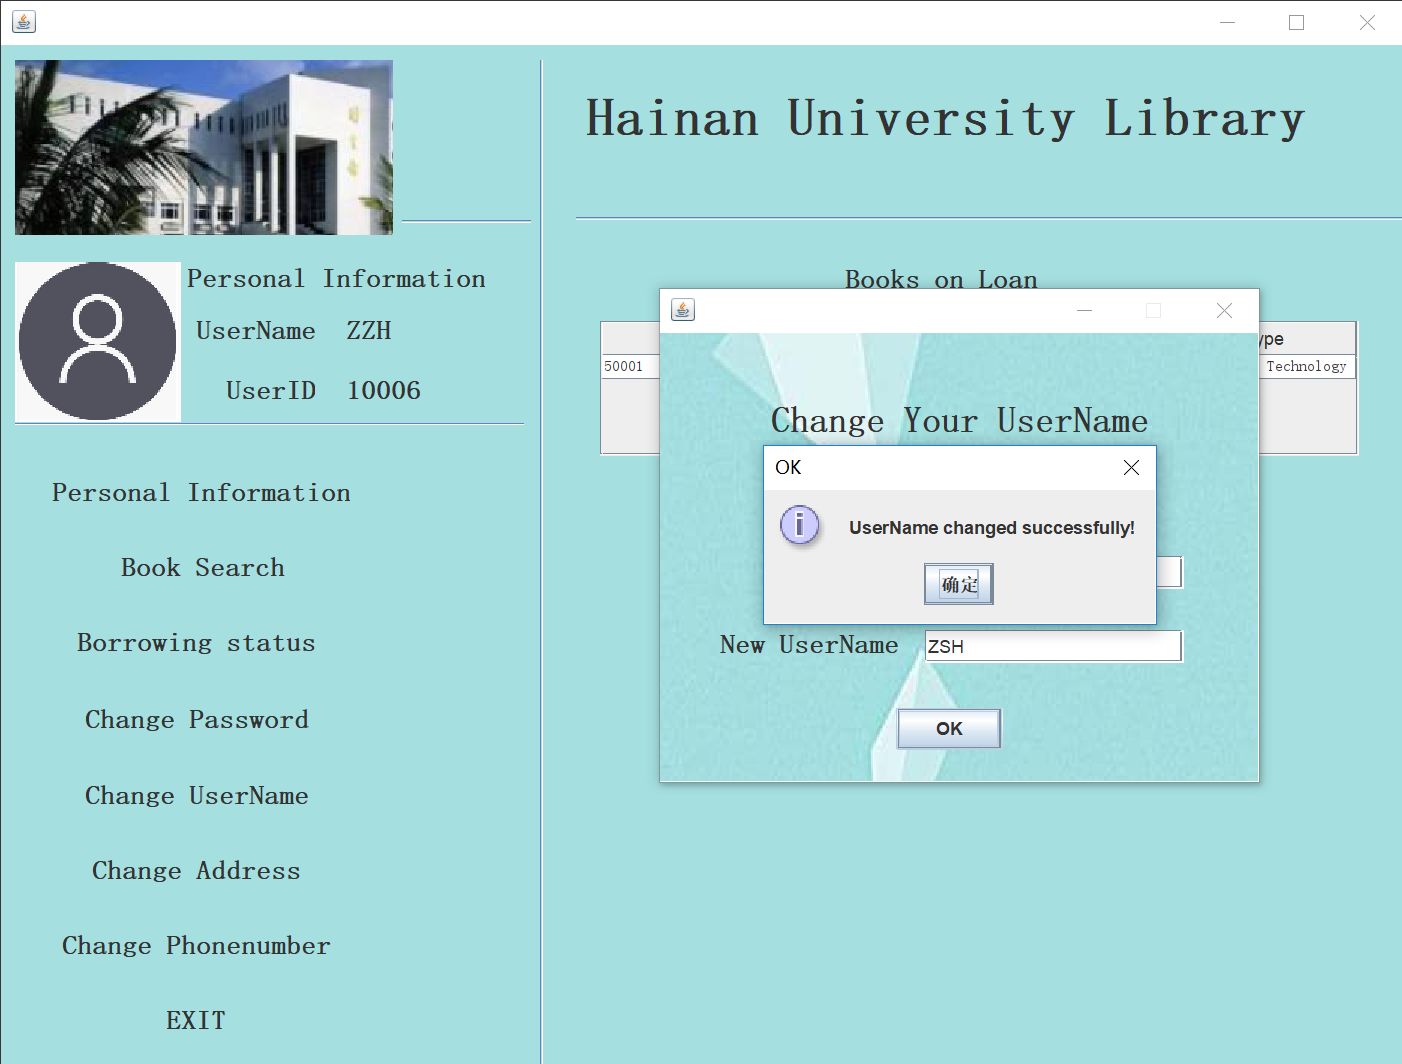 Hainan University Library
Personal Information
UserName ZZH
UserID 10006
Personal Information
Book Search
Borrowing status
Change Password
Change UserName
Change Address
Change Phonenumber
EXIT
Books on Loan
ype
50001
Technology
Change Your UserName
OK
UserName changed successfully!
确定
New UserName ZSH
OK